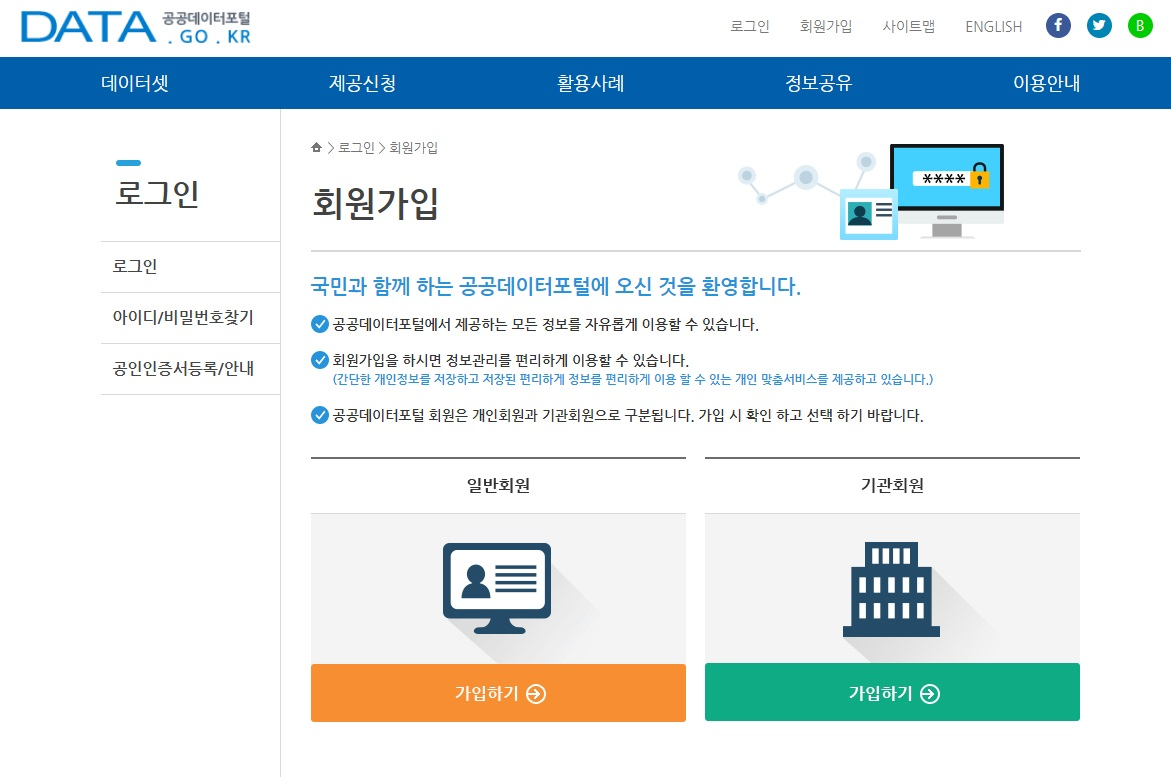 DATA 공공데이터포털
.GO.KR
로그인 회원가입 사이트맵 ENGLISH f B
데이터셋 제공신청 활용사례 정보공유 이용안내
로그인
로그인
아이디/비밀번호찾기
공인인증서등록/안내
> 로그인 > 회원가입
회원가입
****
국민과 함께 하는 공공데이터포털에 오신 것을 환영합니다.
공공데이터포털에서 제공하는 모든 정보를 자유롭게 이용할 수 있습니다.
회원가입을 하시면 정보관리를 편리하게 이용할 수 있습니다.
(간단한 개인정보를 저장하고 저장된 편리하게 정보를 편리하게 이용 할 수 있는 개인 맞춤서비스를 제공하고 있습니다.)
공공데이터포털 회원은 개인회원과 기관회원으로 구분됩니다. 가입 시 확인 하고 선택 하기 바랍니다.
일반회원
가입하기
기관회원
가입하기